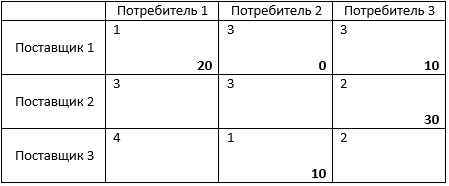 Потребитель 1 Потребитель 2 Потребитель 3
Поставщик 1 1 20 3 0 3 10
Поставщик 2 3 3 2 30
Поставщик 3 4 1 10 2